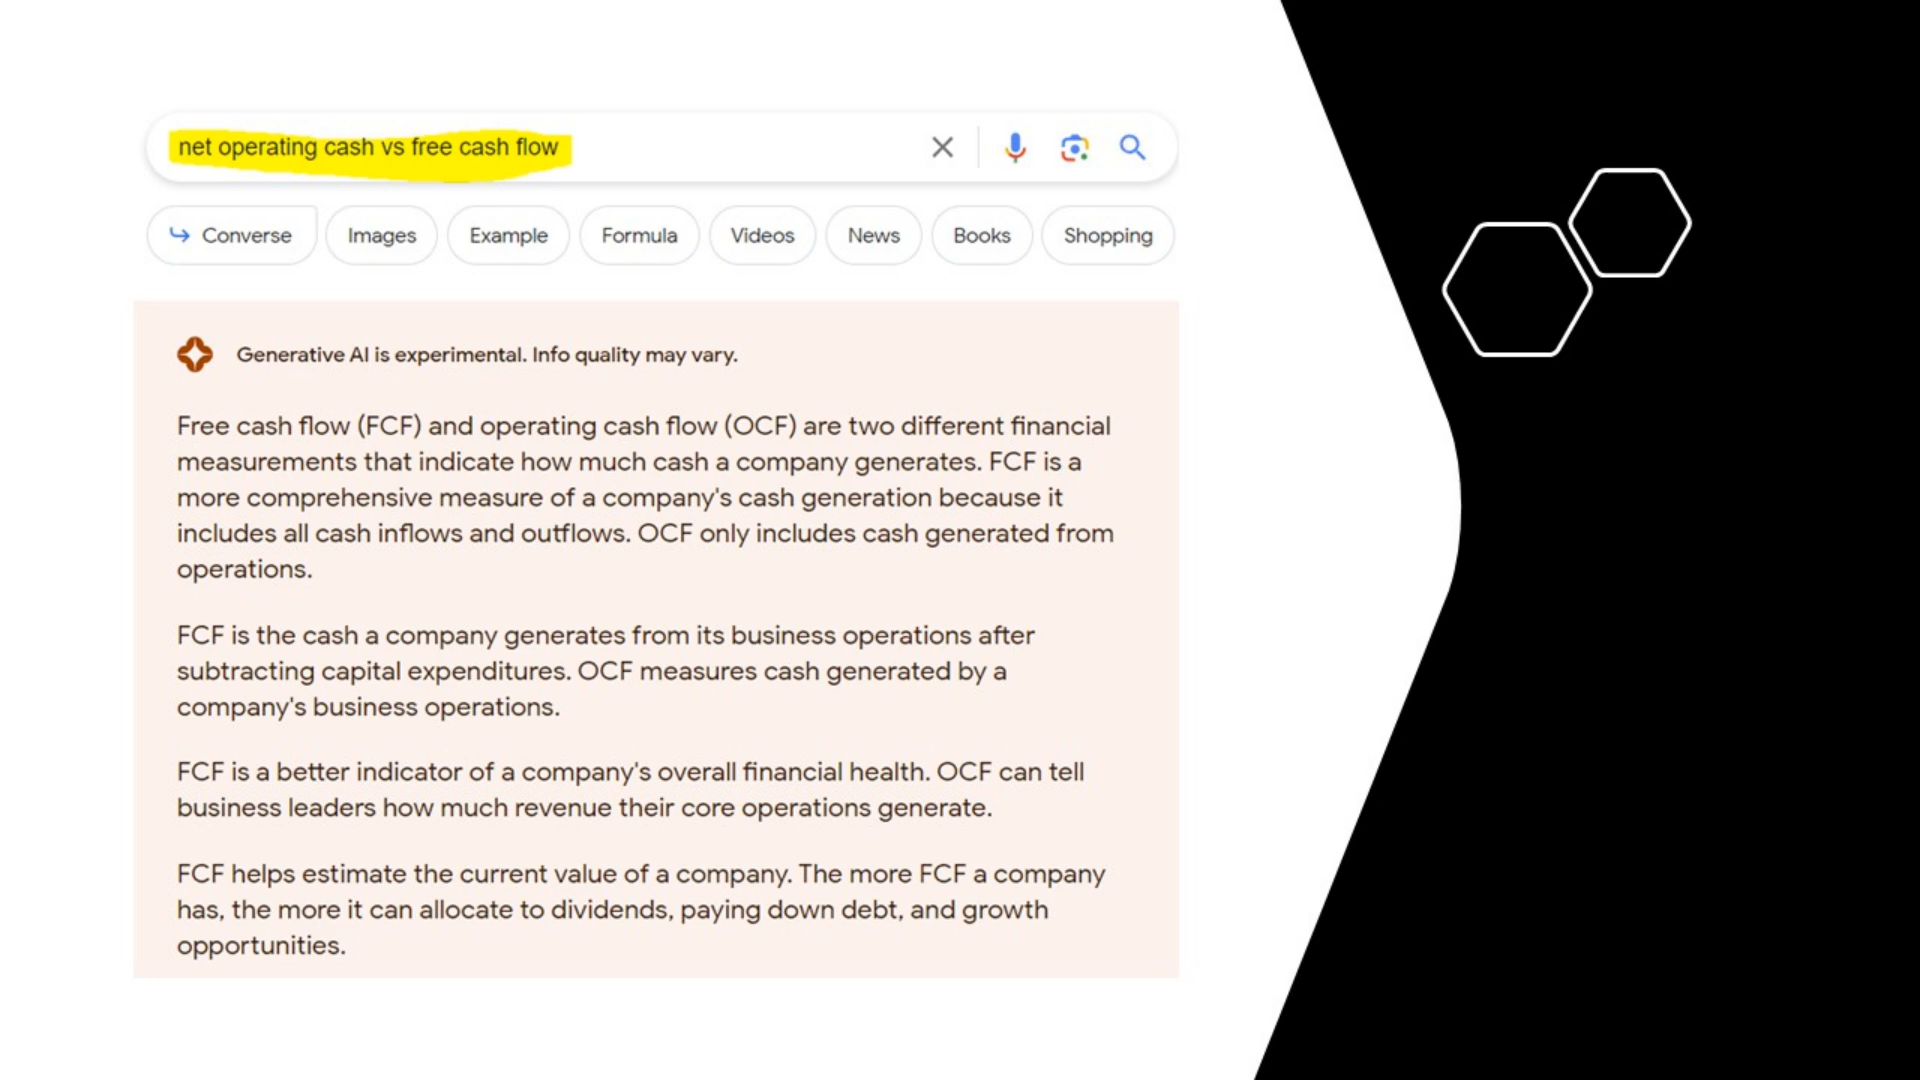 net operating cash vs free cash flow
Converse
Images
Example
Formula
Videos
News
Books
Shopping
Generative AI is experimental. Info quality may vary.
Free cash flow (FCF) and operating cash flow (OCF) are two different financial
measurements that indicate how much cash a company generates. FCF is a
more comprehensive measure of a company's cash generation because it
includes all cash inflows and outflows. OCF only includes cash generated from
operations.
FCF is the cash a company generates from its business operations after
subtracting capital expenditures. OCF measures cash generated by a
company's business operations.
FCF is a better indicator of a company's overall financial health. OCF can tell
business leaders how much revenue their core operations generate.
FCF helps estimate the current value of a company. The more FCF a company
has, the more it can allocate to dividends, paying down debt, and growth
opportunities.